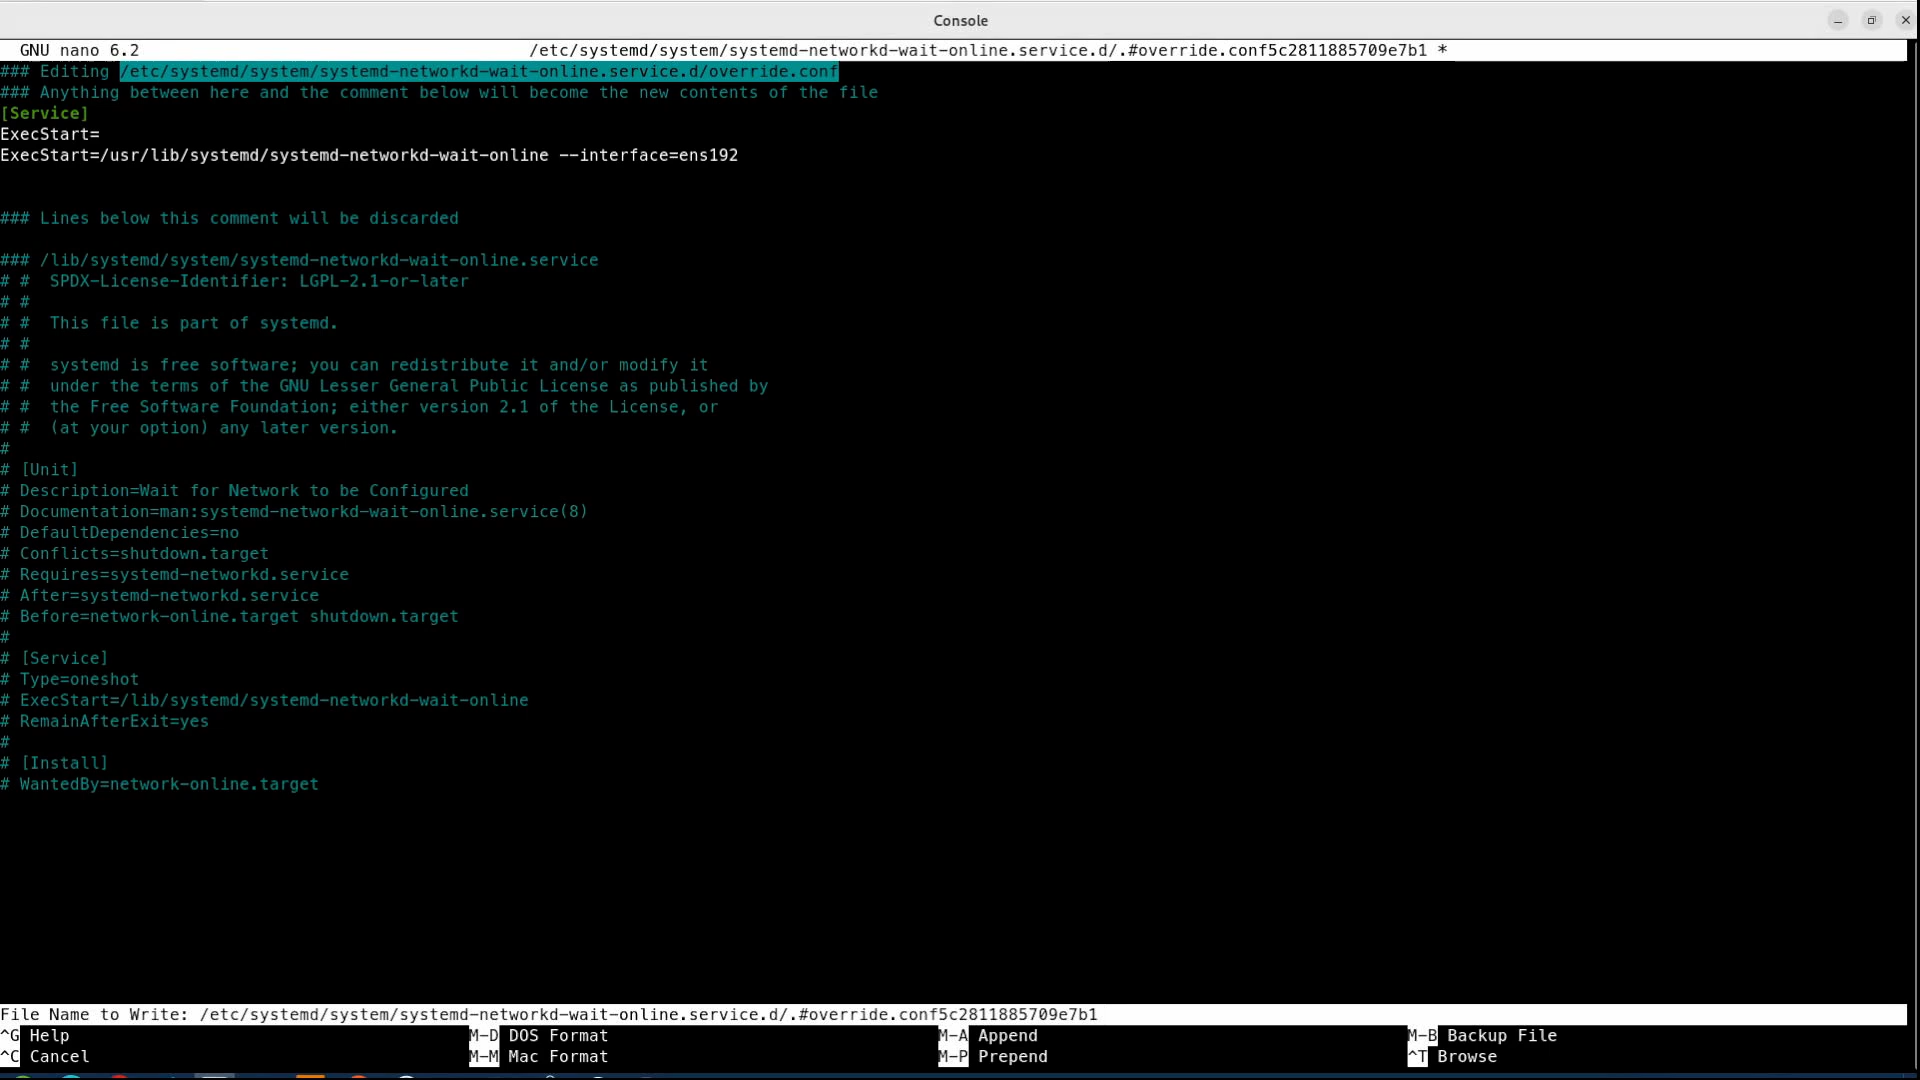 Console
GNU nano 6.2 /etc/systemd/system/systemd-networkd-wait-online.service.d/.#override.conf5c2811885709e7b1 *
### Editing /etc/systemd/system/systemd-networkd-wait-online.service.d/override.conf
### Anything between here and the comment below will become the new contents of the file
[Service]
ExecStart=
ExecStart=/usr/lib/systemd/systemd-networkd-wait-online --interface=ens192
### Lines below this comment will be discarded
### /lib/systemd/system/systemd-networkd-wait-online.service
# #  SPDX-License-Identifier: LGPL-2.1-or-later
# #
# #  This file is part of systemd.
# #
# #  systemd is free software; you can redistribute it and/or modify it
# #  under the terms of the GNU Lesser General Public License as published by
# #  the Free Software Foundation; either version 2.1 of the License, or
# #  (at your option) any later version.
#
# [Unit]
# Description=Wait for Network to be Configured
# Documentation=man:systemd-networkd-wait-online.service(8)
# DefaultDependencies=no
# Conflicts=shutdown.target
# Requires=systemd-networkd.service
# After=systemd-networkd.service
# Before=network-online.target shutdown.target
#
# [Service]
# Type=oneshot
# ExecStart=/lib/systemd/systemd-networkd-wait-online
# RemainAfterExit=yes
#
# [Install]
# WantedBy=network-online.target
File Name to Write: /etc/systemd/system/systemd-networkd-wait-online.service.d/.#override.conf5c2811885709e7b1
^G Help M-D DOS Format M-A Append M-B Backup File
^C Cancel M-M Mac Format M-P Prepend ^T Browse